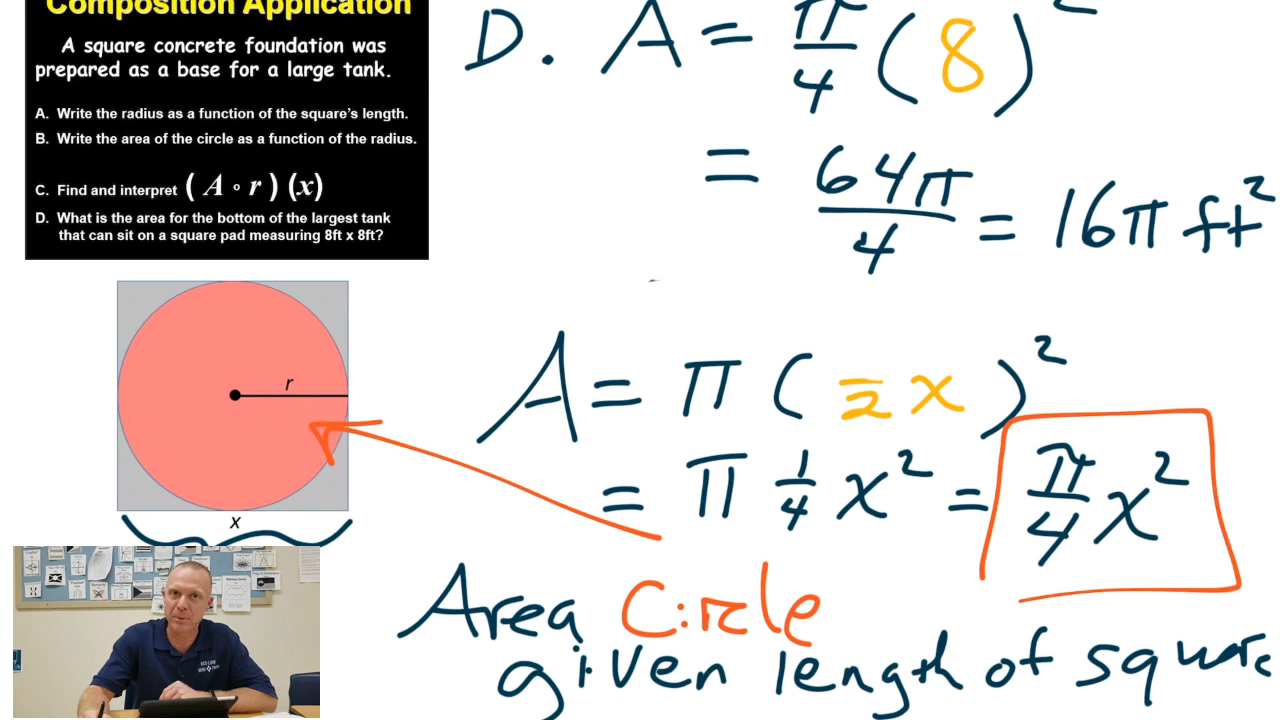 Composition Application
A square concrete foundation was
prepared as a base for a large tank.
A. Write the radius as a function of the square's length.
B. Write the area of the circle as a function of the radius.
C. Find and interpret ( A ∘ r ) (x)
D. What is the area for the bottom of the largest tank
that can sit on a square pad measuring 8ft x 8ft?
D. A = π/4 (8)²
= 64π/4 = 16π ft²
r
x
A = π ( ½ x )²
= π 1/4 x² = π/4 x²
Area Circle
given length of square